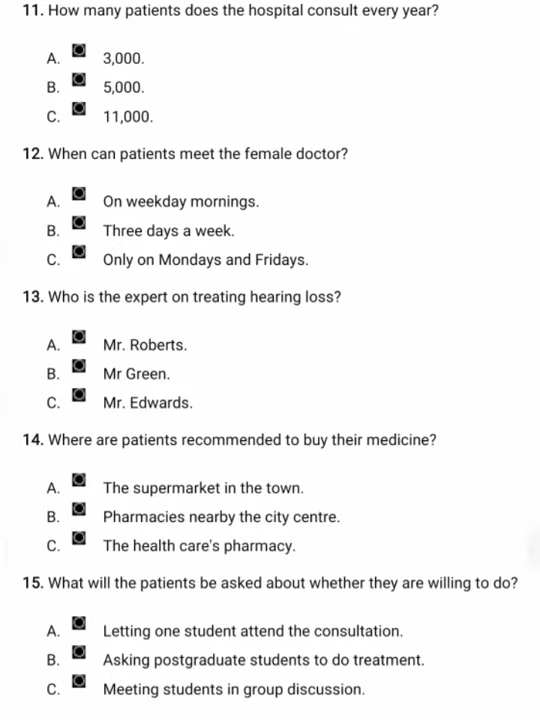 11. How many patients does the hospital consult every year?
A. 3,000.
B. 5,000.
C. 11,000.
12. When can patients meet the female doctor?
A. On weekday mornings.
B. Three days a week.
C. Only on Mondays and Fridays.
13. Who is the expert on treating hearing loss?
A. Mr. Roberts.
B. Mr Green.
C. Mr. Edwards.
14. Where are patients recommended to buy their medicine?
A. The supermarket in the town.
B. Pharmacies nearby the city centre.
C. The health care's pharmacy.
15. What will the patients be asked about whether they are willing to do?
A. Letting one student attend the consultation.
B. Asking postgraduate students to do treatment.
C. Meeting students in group discussion.